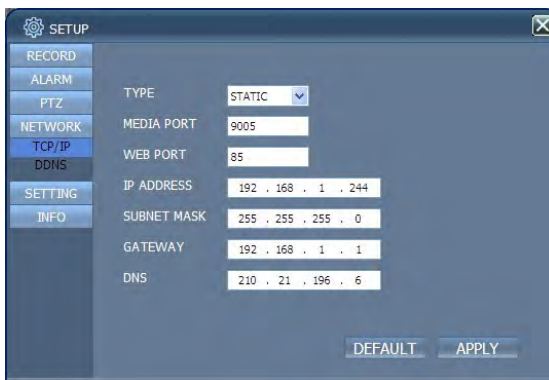 SETUP
RECORD
ALARM
PTZ
NETWORK
TCP/IP
DDNS
SETTING
INFO
TYPE STATIC
MEDIA PORT 9005
WEB PORT 85
IP ADDRESS 192 . 168 . 1 . 244
SUBNET MASK 255 . 255 . 255 . 0
GATEWAY 192 . 168 . 1 . 1
DNS 210 . 21 . 196 . 6
DEFAULT APPLY